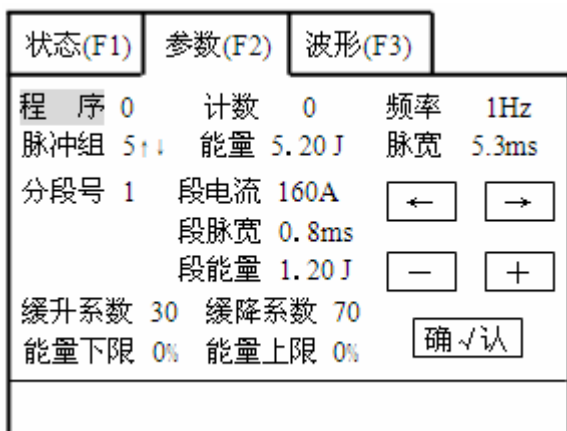 状态(F1) 参数(F2) 波形(F3)
程 序 0 计数 0 频率 1Hz
脉冲组 5↑↓ 能量 5.20J 脉宽 5.3ms
分段号 1 段电流 160A ← →
段脉宽 0.8ms
段能量 1.20J － ＋
缓升系数 30 缓降系数 70
能量下限 0% 能量上限 0% 确√认